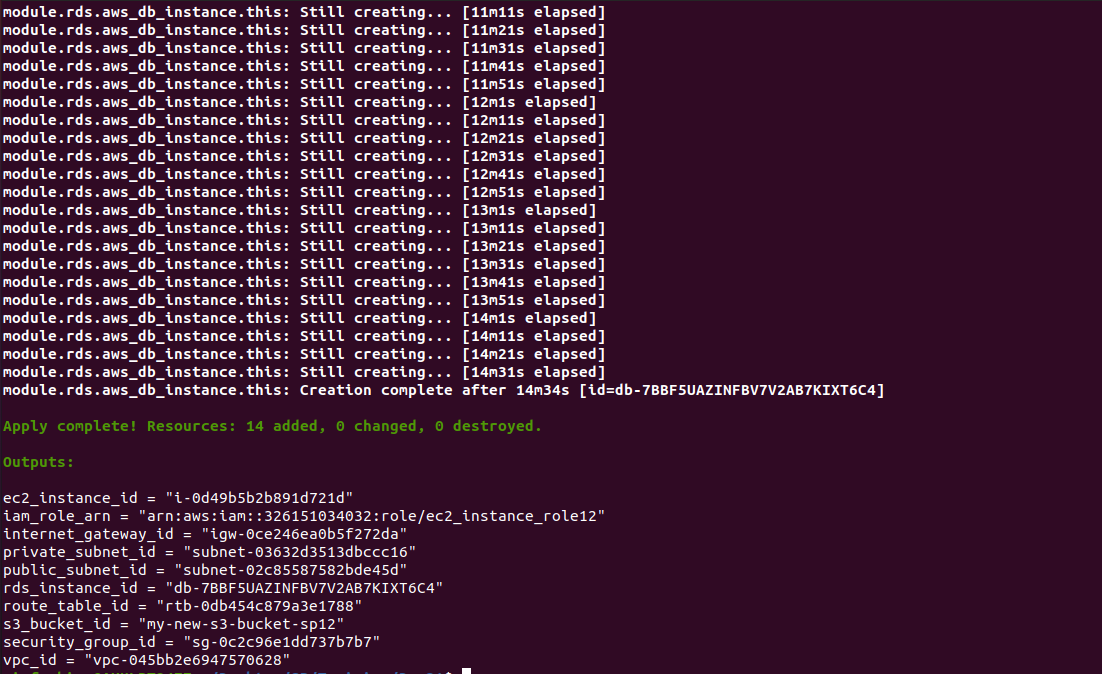 module.rds.aws_db_instance.this: Still creating... [11m11s elapsed]
module.rds.aws_db_instance.this: Still creating... [11m21s elapsed]
module.rds.aws_db_instance.this: Still creating... [11m31s elapsed]
module.rds.aws_db_instance.this: Still creating... [11m41s elapsed]
module.rds.aws_db_instance.this: Still creating... [11m51s elapsed]
module.rds.aws_db_instance.this: Still creating... [12m1s elapsed]
module.rds.aws_db_instance.this: Still creating... [12m11s elapsed]
module.rds.aws_db_instance.this: Still creating... [12m21s elapsed]
module.rds.aws_db_instance.this: Still creating... [12m31s elapsed]
module.rds.aws_db_instance.this: Still creating... [12m41s elapsed]
module.rds.aws_db_instance.this: Still creating... [12m51s elapsed]
module.rds.aws_db_instance.this: Still creating... [13m1s elapsed]
module.rds.aws_db_instance.this: Still creating... [13m11s elapsed]
module.rds.aws_db_instance.this: Still creating... [13m21s elapsed]
module.rds.aws_db_instance.this: Still creating... [13m31s elapsed]
module.rds.aws_db_instance.this: Still creating... [13m41s elapsed]
module.rds.aws_db_instance.this: Still creating... [13m51s elapsed]
module.rds.aws_db_instance.this: Still creating... [14m1s elapsed]
module.rds.aws_db_instance.this: Still creating... [14m11s elapsed]
module.rds.aws_db_instance.this: Still creating... [14m21s elapsed]
module.rds.aws_db_instance.this: Still creating... [14m31s elapsed]
module.rds.aws_db_instance.this: Creation complete after 14m34s [id=db-7BBF5UAZINFBV7V2AB7KIXT6C4]
Apply complete! Resources: 14 added, 0 changed, 0 destroyed.
Outputs:
ec2_instance_id = "i-0d49b5b2b891d721d"
iam_role_arn = "arn:aws:iam::326151034032:role/ec2_instance_role12"
internet_gateway_id = "igw-0ce246ea0b5f272da"
private_subnet_id = "subnet-03632d3513dbccc16"
public_subnet_id = "subnet-02c85587582bde45d"
rds_instance_id = "db-7BBF5UAZINFBV7V2AB7KIXT6C4"
route_table_id = "rtb-0db454c879a3e1788"
s3_bucket_id = "my-new-s3-bucket-sp12"
security_group_id = "sg-0c2c96e1dd737b7b7"
vpc_id = "vpc-045bb2e6947570628"